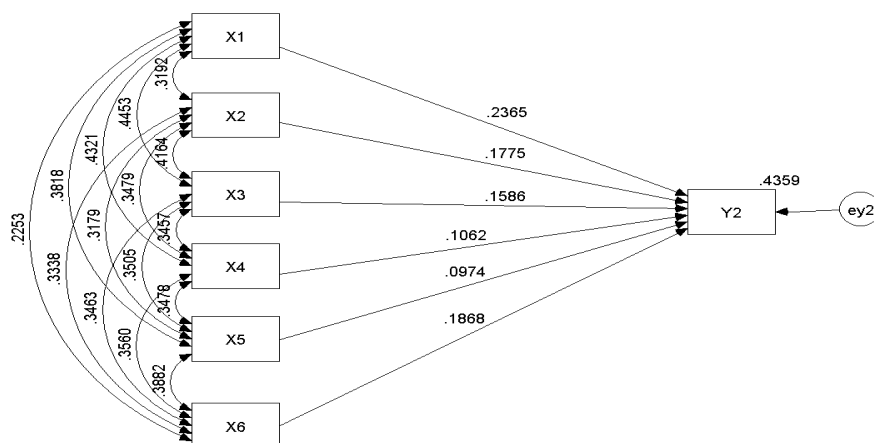 X1
.3192
X2
.4453
.4164
.2365
.4321
.1775
.3818
.3479
X3
.1586
.4359
.2253
.3179
.3457
Y2
ey2
.3338
.3505
X4
.1062
.3463
.3478
.0974
.3560
X5
.1868
.3882
X6